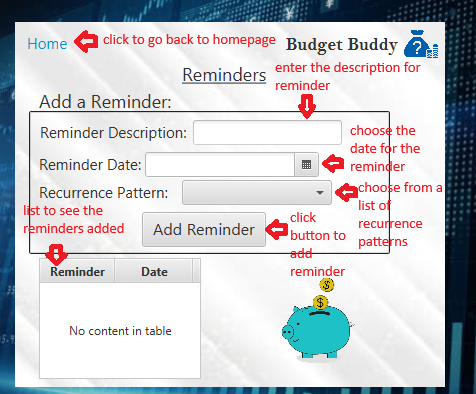 Home
click to go back to homepage
Budget Buddy
?
Reminders
enter the description for
reminder
Add a Reminder:
Reminder Description:
choose the
date for the
reminder
Reminder Date:
Recurrence Pattern:
choose from a
list of
recurrence
patterns
list to see the
reminders added
Add Reminder
click
button to
add
reminder
Reminder Date
No content in table
$
$